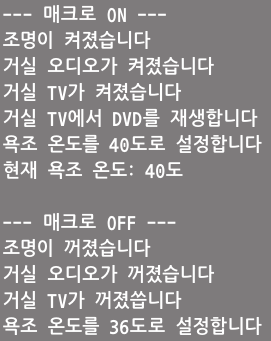 --- 매크로 ON ---
조명이 켜졌습니다
거실 오디오가 켜졌습니다
거실 TV가 켜졌습니다
거실 TV에서 DVD를 재생합니다
욕조 온도를 40도로 설정합니다
현재 욕조 온도: 40도

--- 매크로 OFF ---
조명이 꺼졌습니다
거실 오디오가 꺼졌습니다
거실 TV가 꺼졌씁니다
욕조 온도를 36도로 설정합니다